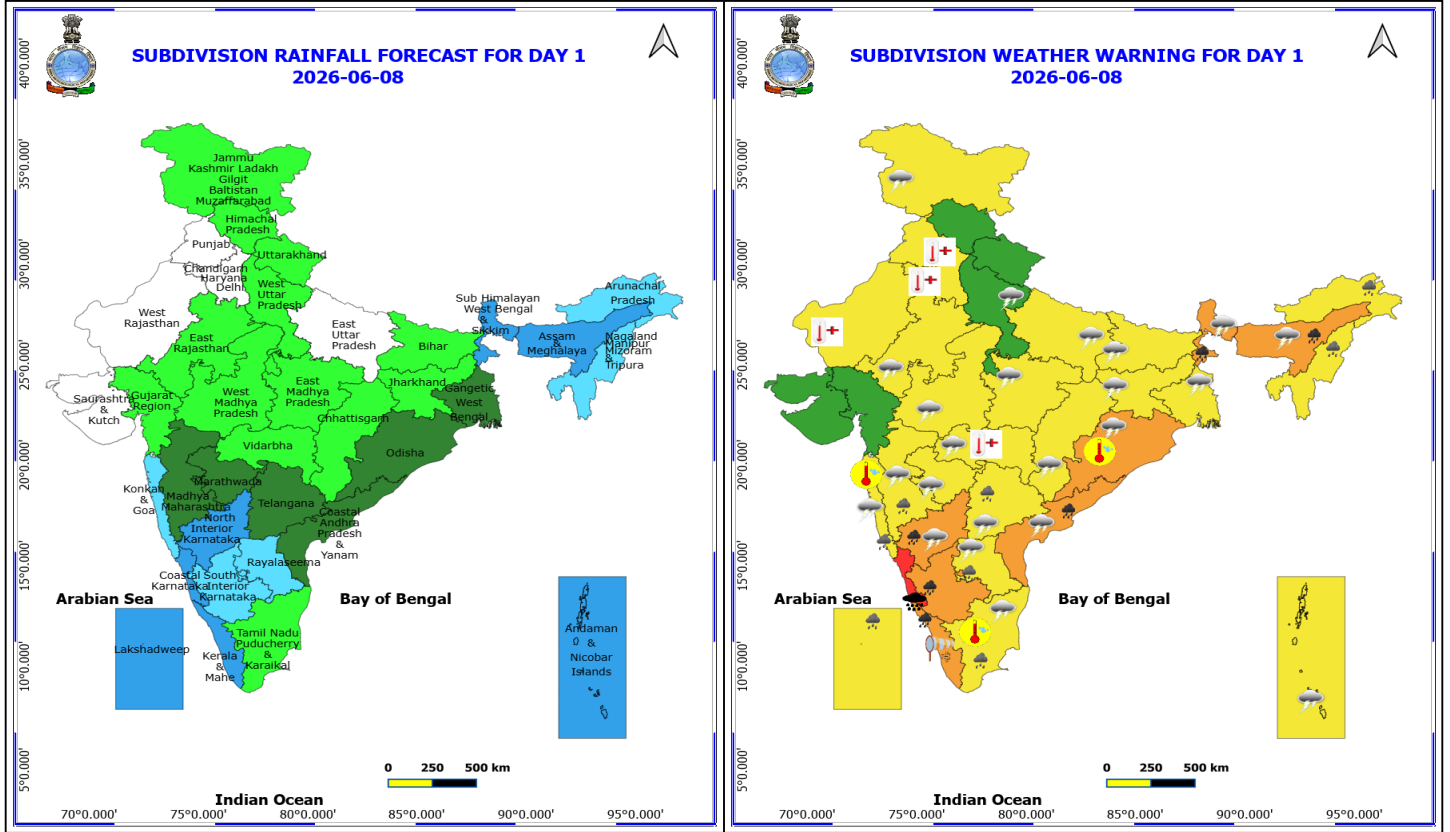 SUBDIVISION RAINFALL FORECAST FOR DAY 1
2026-06-08
40°0.000'
35°0.000'
30°0.000'
25°0.000'
20°0.000'
15°0.000'
10°0.000'
5°0.000'
Jammu
Kashmir Ladakh
Gilgit
Baltistan
Muzaffarabad
Himachal
Pradesh
Punjab
Uttarakhand
Chandigarh
Haryana
Delhi
West
Uttar
Pradesh
West
Rajasthan
East
Uttar
Pradesh
Sub Himalayan
West Bengal
&
Sikkim
Arunachal
Pradesh
Assam
&
Meghalaya
Nagaland
Manipur
Mizoram
&
Tripura
East
Rajasthan
Bihar
Jharkhand
Gangetic
West
Bengal
Saurashtra
&
Kutch
Gujarat
Region
West
Madhya
Pradesh
East
Madhya
Pradesh
Chhattisgarh
Vidarbha
Odisha
Konkan
&
Goa
Marathwada
Madhya
Maharashtra
Telangana
North
Interior
Karnataka
Coastal
Andhra
Pradesh
&
Yanam
Rayalaseema
Coastal
Karnataka
South
Interior
Karnataka
Arabian Sea
Bay of Bengal
Lakshadweep
Kerala
&
Mahe
Tamil Nadu
Puducherry
&
Karaikal
Andaman
&
Nicobar
Islands
0 250 500 km
Indian Ocean
70°0.000' 75°0.000' 80°0.000' 85°0.000' 90°0.000' 95°0.000'
SUBDIVISION WEATHER WARNING FOR DAY 1
2026-06-08
40°0.000'
35°0.000'
30°0.000'
25°0.000'
20°0.000'
15°0.000'
10°0.000'
5°0.000'
Arabian Sea
Bay of Bengal
0 250 500 km
Indian Ocean
70°0.000' 75°0.000' 80°0.000' 85°0.000' 90°0.000' 95°0.000'